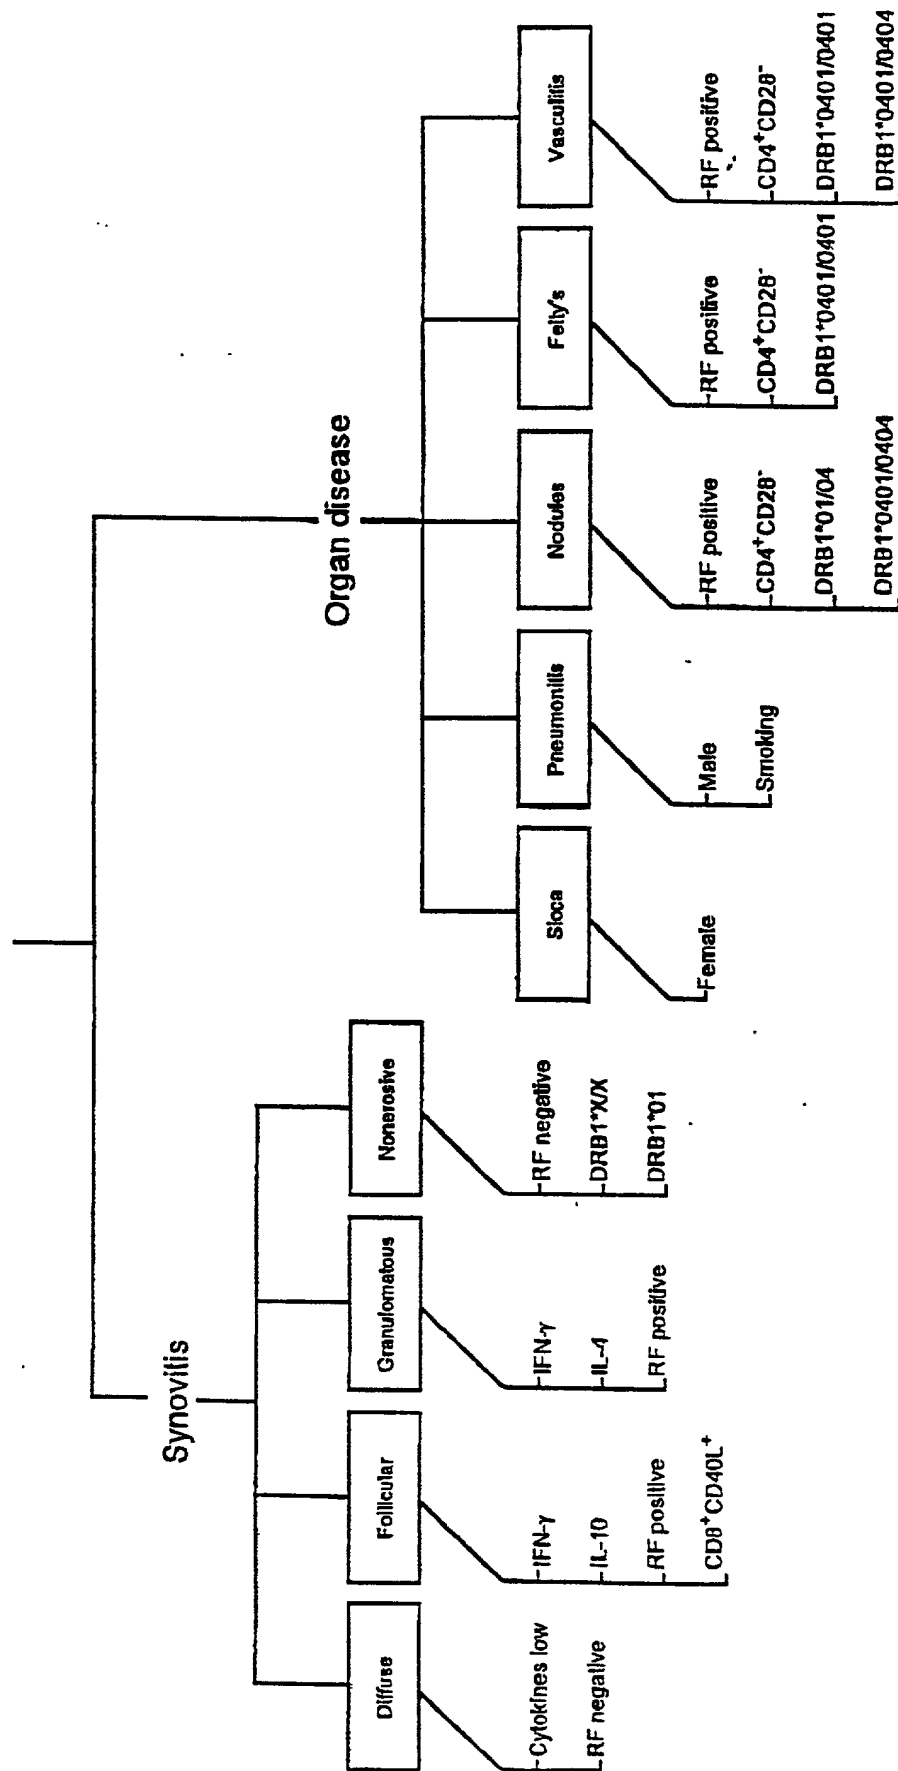 Synovitis
Diffuse
Cytokines low
RF negative
Follicular
IFN-γ
IL-10
RF positive
CD8⁺CD40L⁺
Granulomatous
IFN-γ
IL-4
RF positive
Nonerosive
RF negative
DRB1*X/X
DRB1*01
Organ disease
Sicca
Female
Pneumonitis
Male
Smoking
Nodules
RF positive
CD4⁺CD28⁻
DRB1*01/04
DRB1*0401/0404
Felty's
RF positive
CD4⁺CD28⁻
DRB1*0401/0401
Vasculitis
RF positive
CD4⁺CD28⁻
DRB1*0401/0401
DRB1*0401/0404